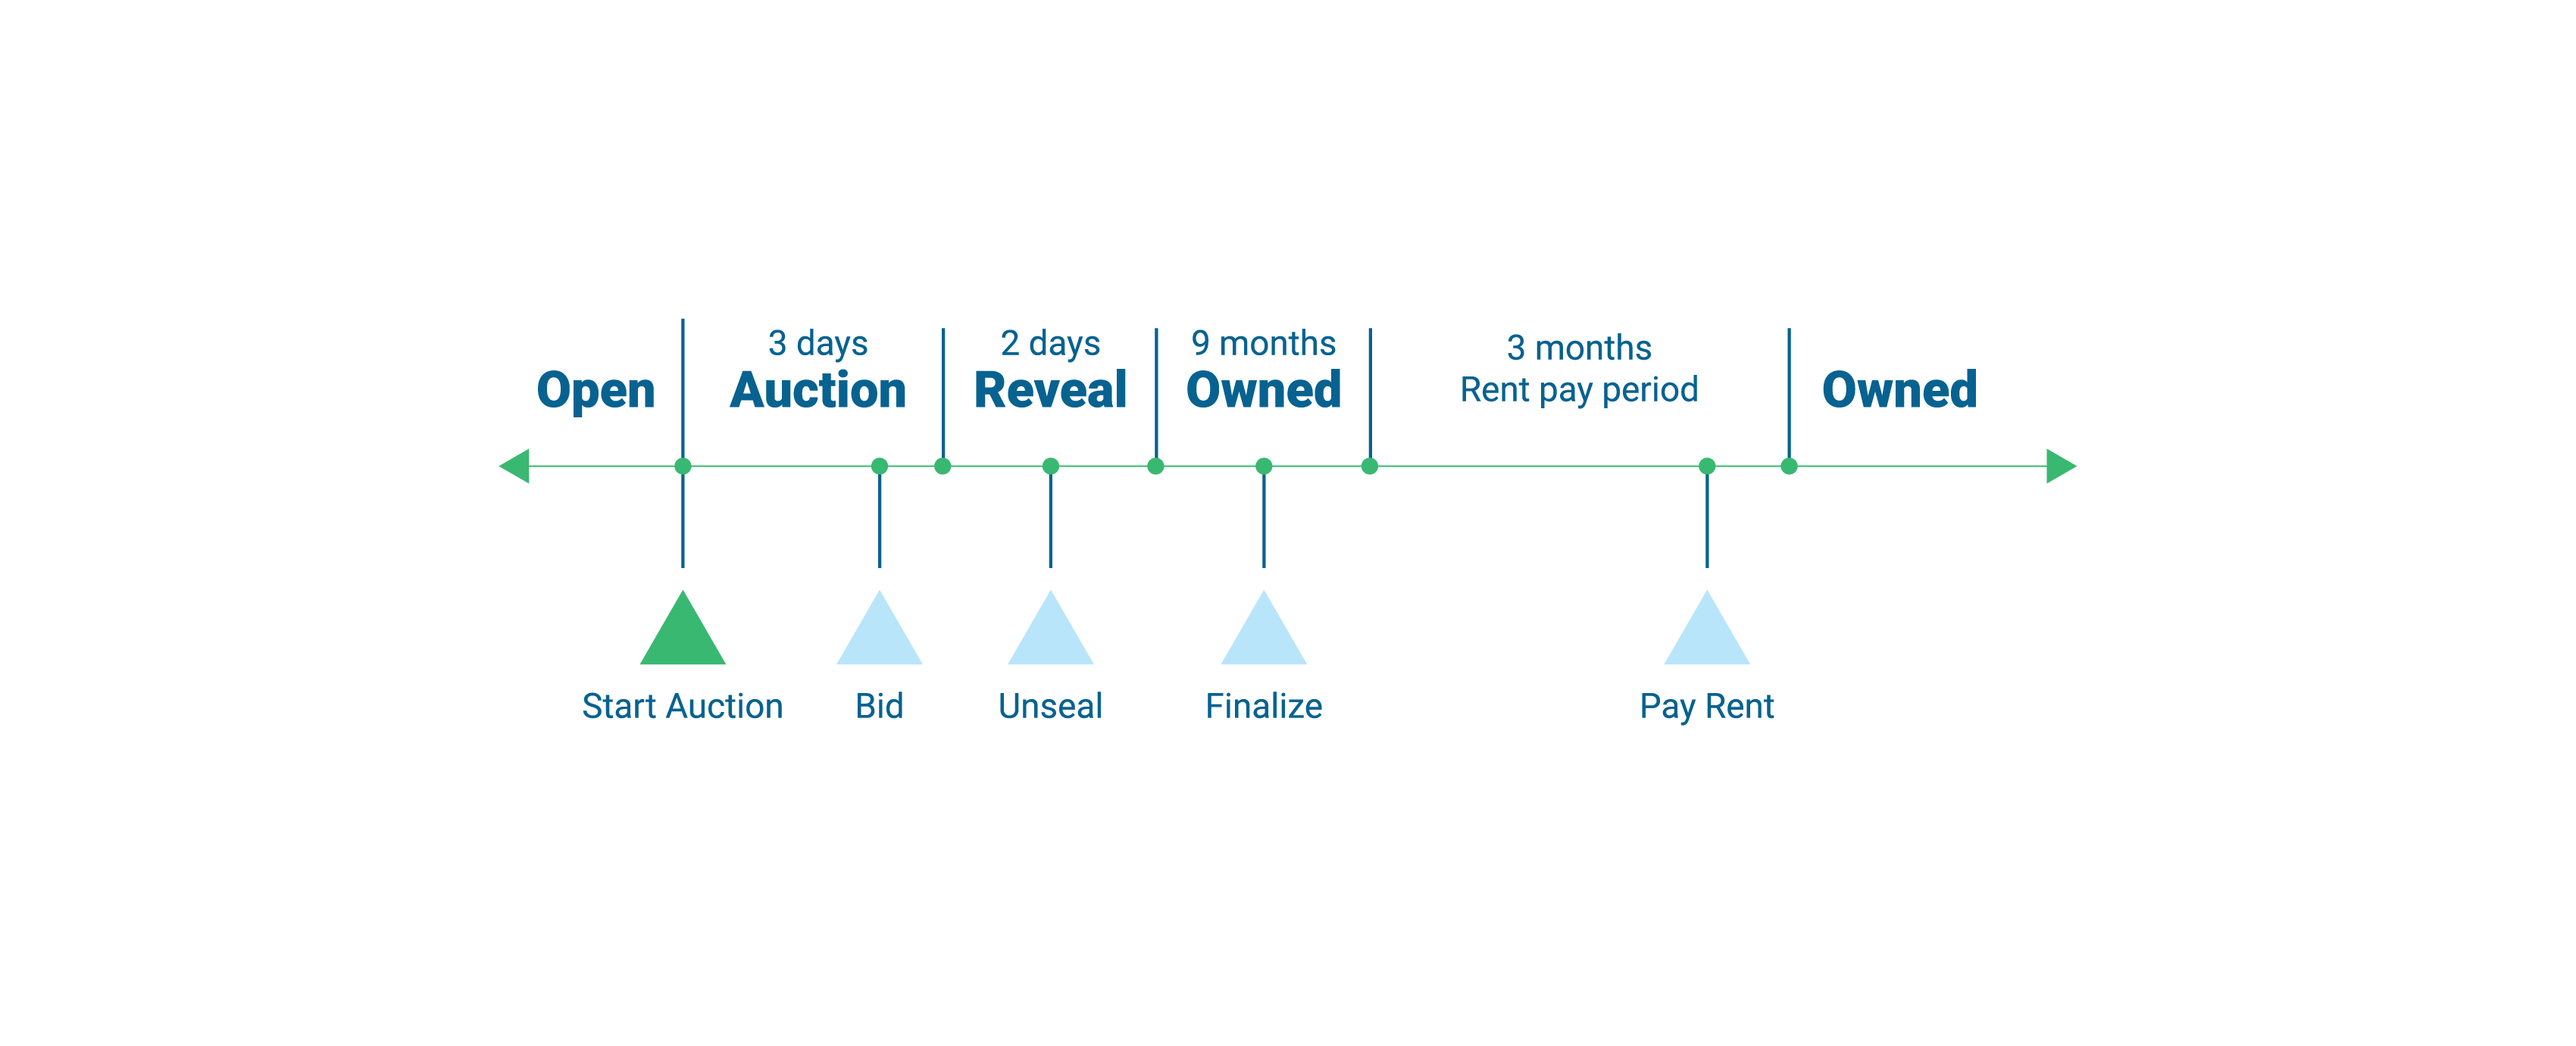 3 days
2 days
9 months
3 months
Open
Auction
Reveal
Owned
Rent pay period
Owned
Start Auction
Bid
Unseal
Finalize
Pay Rent